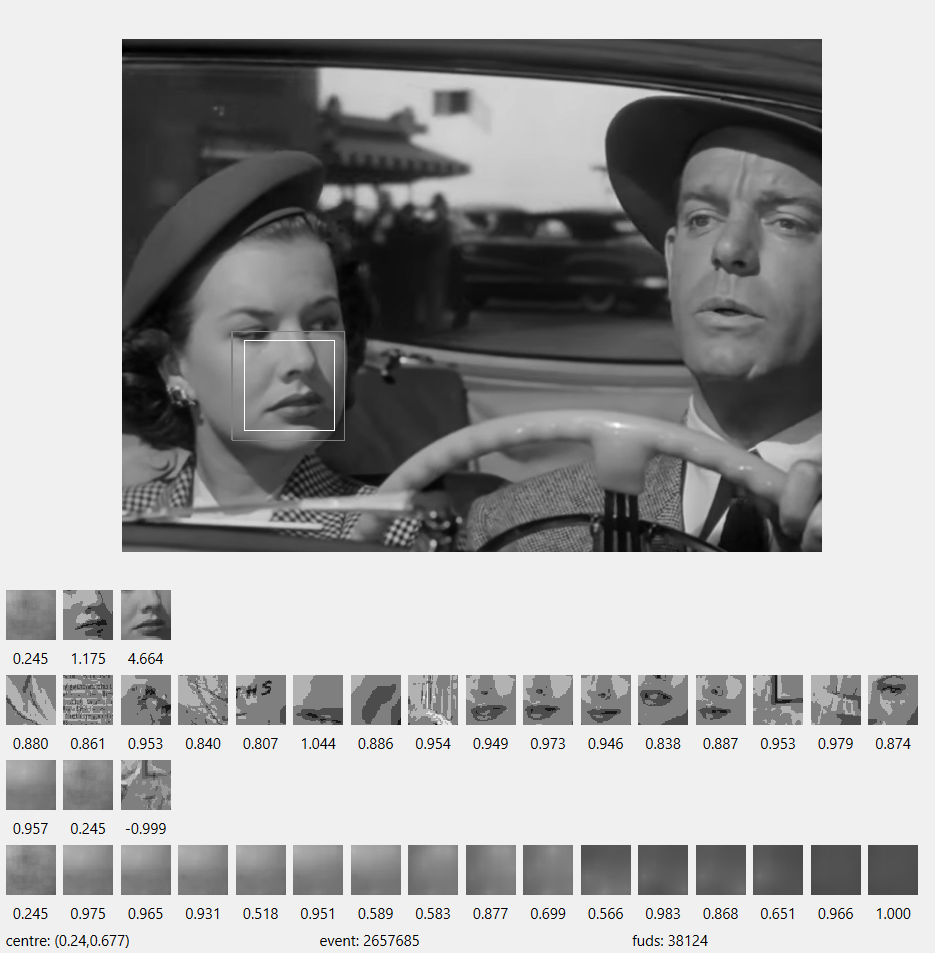 0.245 1.175 4.664
THS
0.880 0.861 0.953 0.840 0.807 1.044 0.886 0.954 0.949 0.973 0.946 0.838 0.887 0.953 0.979 0.874
0.957 0.245 -0.999
0.245 0.975 0.965 0.931 0.518 0.951 0.589 0.583 0.877 0.699 0.566 0.983 0.868 0.651 0.966 1.000
centre: (0.24,0.677) event: 2657685 fuds: 38124